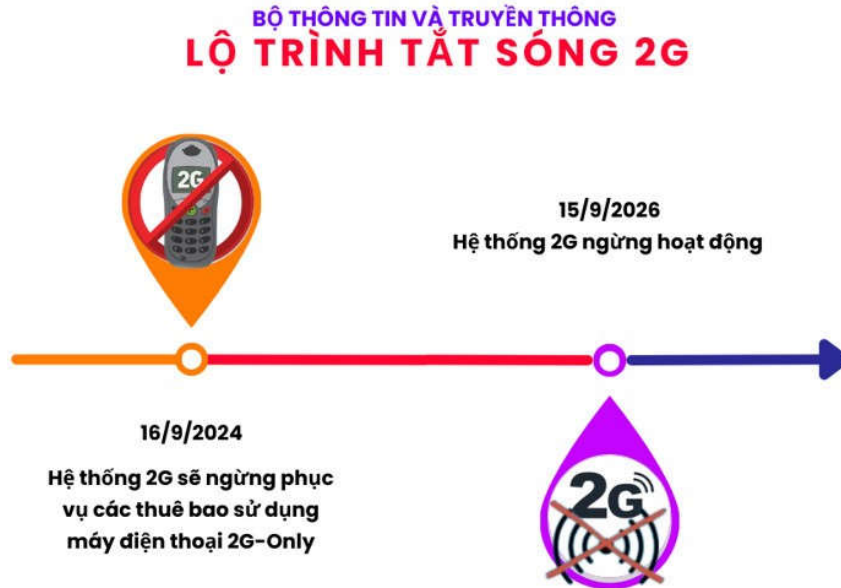 BỘ THÔNG TIN VÀ TRUYỀN THÔNG
LỘ TRÌNH TẮT SÓNG 2G
2G
15/9/2026
Hệ thống 2G ngừng hoạt động
16/9/2024
Hệ thống 2G sẽ ngừng phục
vụ các thuê bao sử dụng
máy điện thoại 2G-Only
2G